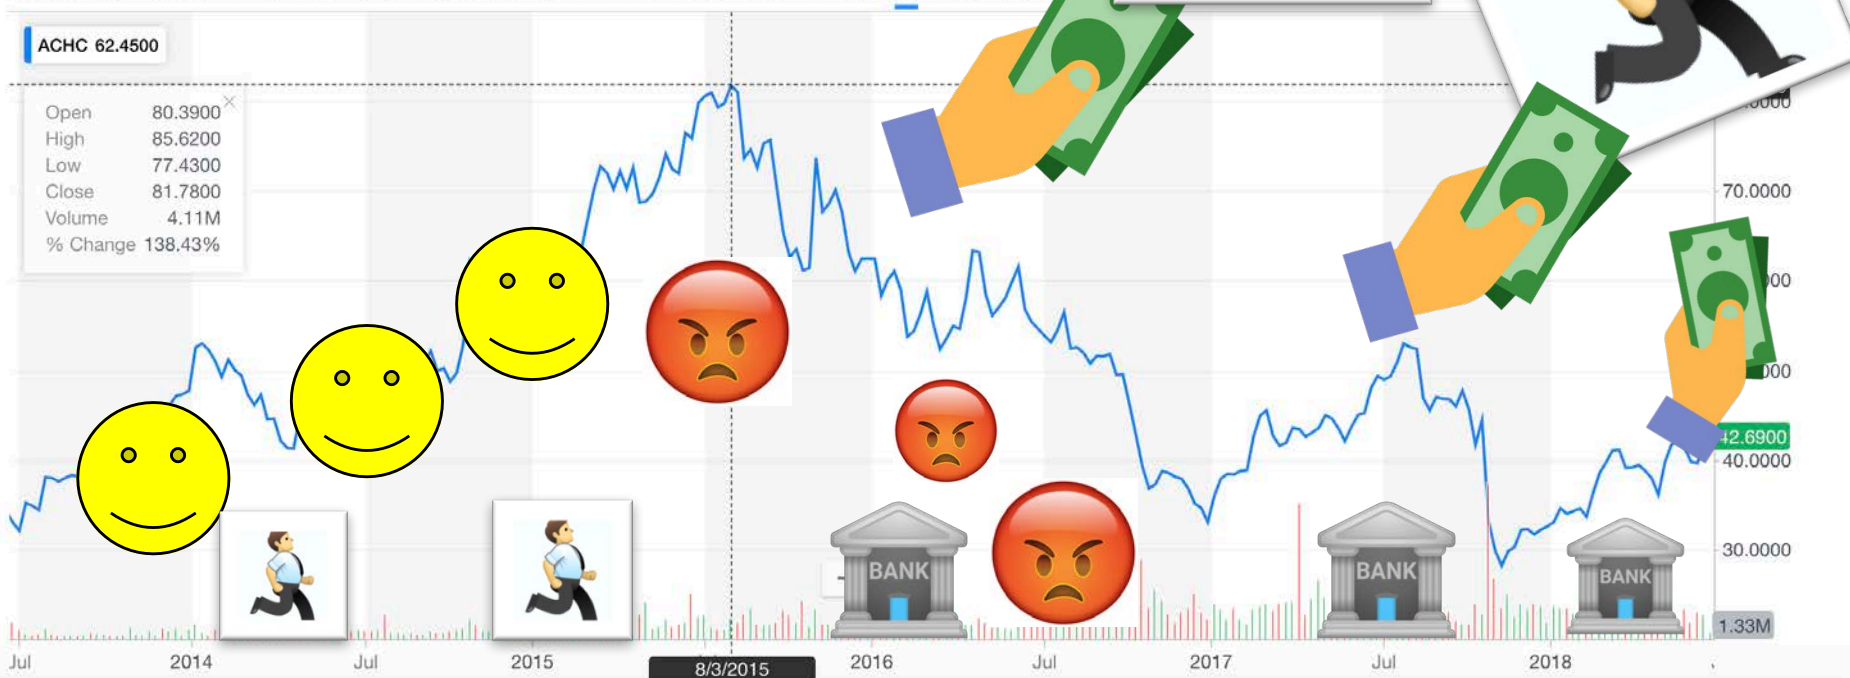 ACHC 62.4500
Open 80.3900
High 85.6200
Low 77.4300
Close 81.7800
Volume 4.11M
% Change 138.43%
70.0000
42.6900
40.0000
30.0000
1.33M
BANK
BANK
BANK
Jul 2014 Jul 2015 8/3/2015 2016 Jul 2017 Jul 2018